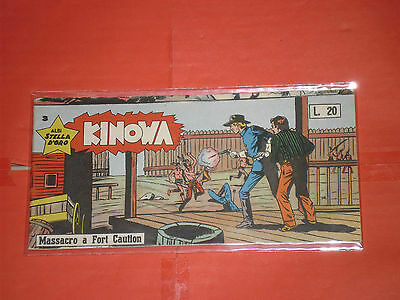 3
ALBI
STELLA
D'ORO
KINOWA
L. 20
Massacro a Fort Caution